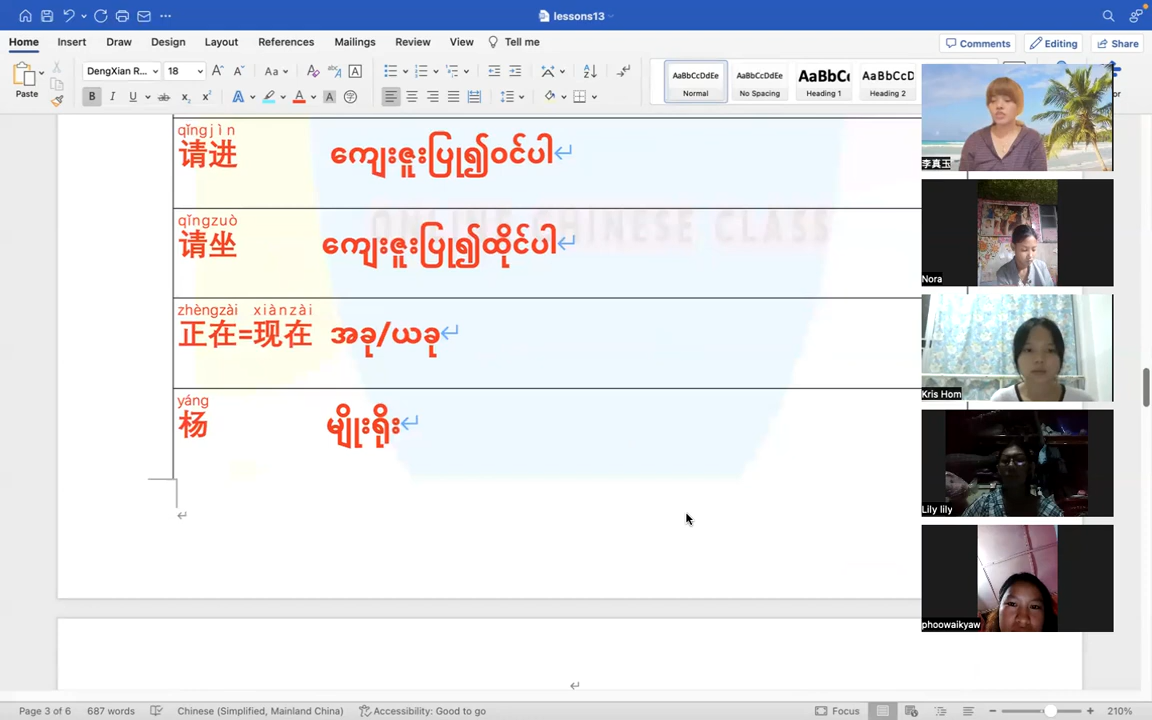 lessons13
Home Insert Draw Design Layout References Mailings Review View Tell me
Comments Editing Share
Paste
DengXian R... 18
AaBbCcDdEe Normal
AaBbCcDdEe No Spacing
AaBbC Heading 1
AaBbCcD Heading 2
qǐngjìn
请进 ကျေးဇူးပြု၍ဝင်ပါ
qǐngzuò
请坐 ကျေးဇူးပြု၍ထိုင်ပါ
zhèngzài xiànzài
正在=现在 အခု/ယခု
yáng
杨 မျိုးရိုး
ONLINE CHINESE CLASS
李真玉
Nora
Kris Hom
Lily lily
phoowaikyaw
Page 3 of 6 687 words Chinese (Simplified, Mainland China) Accessibility: Good to go Focus 210%